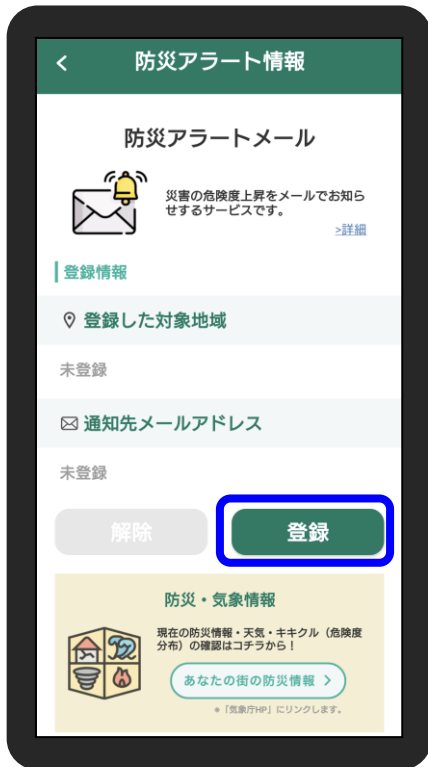 < 防災アラート情報
防災アラートメール
災害の危険度上昇をメールでお知ら
せするサービスです。
>詳細
登録情報
登録した対象地域
未登録
通知先メールアドレス
未登録
解除
登録
防災・気象情報
現在の防災情報・天気・キキクル（危険度
分布）の確認はコチラから！
あなたの街の防災情報 >
※「気象庁HP」にリンクします。